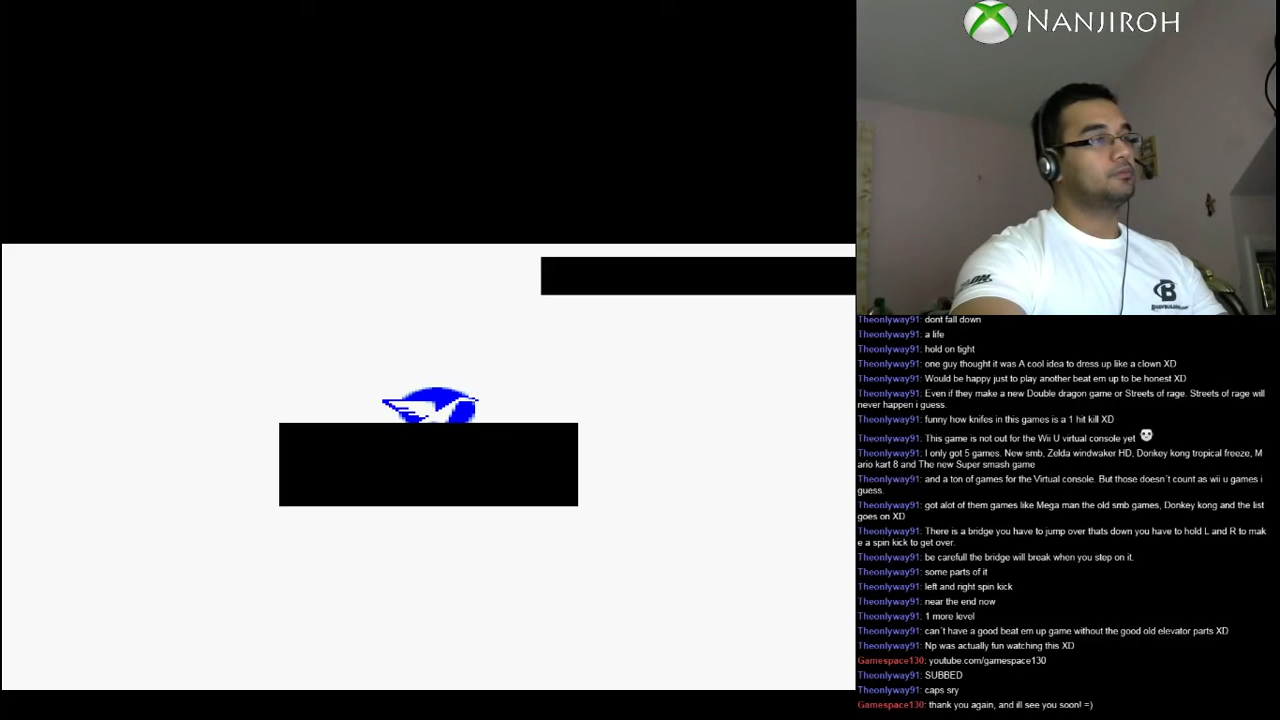 NANJIROH
Theonlyway91: dont fall down
Theonlyway91: a life
Theonlyway91: hold on tight
Theonlyway91: one guy thought it was A cool idea to dress up like a clown XD
Theonlyway91: Would be happy just to play another beat em up to be honest XD
Theonlyway91: Even if they make a new Double dragon game or Streets of rage. Streets of rage will
never happen i guess.
Theonlyway91: funny how knifes in this games is a 1 hit kill XD
Theonlyway91: This game is not out for the Wii U virtual console yet
Theonlyway91: I only got 5 games. New smb, Zelda windwaker HD, Donkey kong tropical freeze, M
ario kart 8 and The new Super smash game
Theonlyway91: and a ton of games for the Virtual console. But those doesn´t count as wii u games i
guess.
Theonlyway91: got alot of them games like Mega man the old smb games, Donkey kong and the list
goes on XD
Theonlyway91: There is a bridge you have to jump over thats down you have to hold L and R to mak
e a spin kick to get over.
Theonlyway91: be carefull the bridge will break when you step on it.
Theonlyway91: some parts of it
Theonlyway91: left and right spin kick
Theonlyway91: near the end now
Theonlyway91: 1 more level
Theonlyway91: can´t have a good beat em up game without the good old elevator parts XD
Theonlyway91: Np was actually fun watching this XD
Gamespace130: youtube.com/gamespace130
Theonlyway91: SUBBED
Theonlyway91: caps sry
Gamespace130: thank you again, and ill see you soon! =)